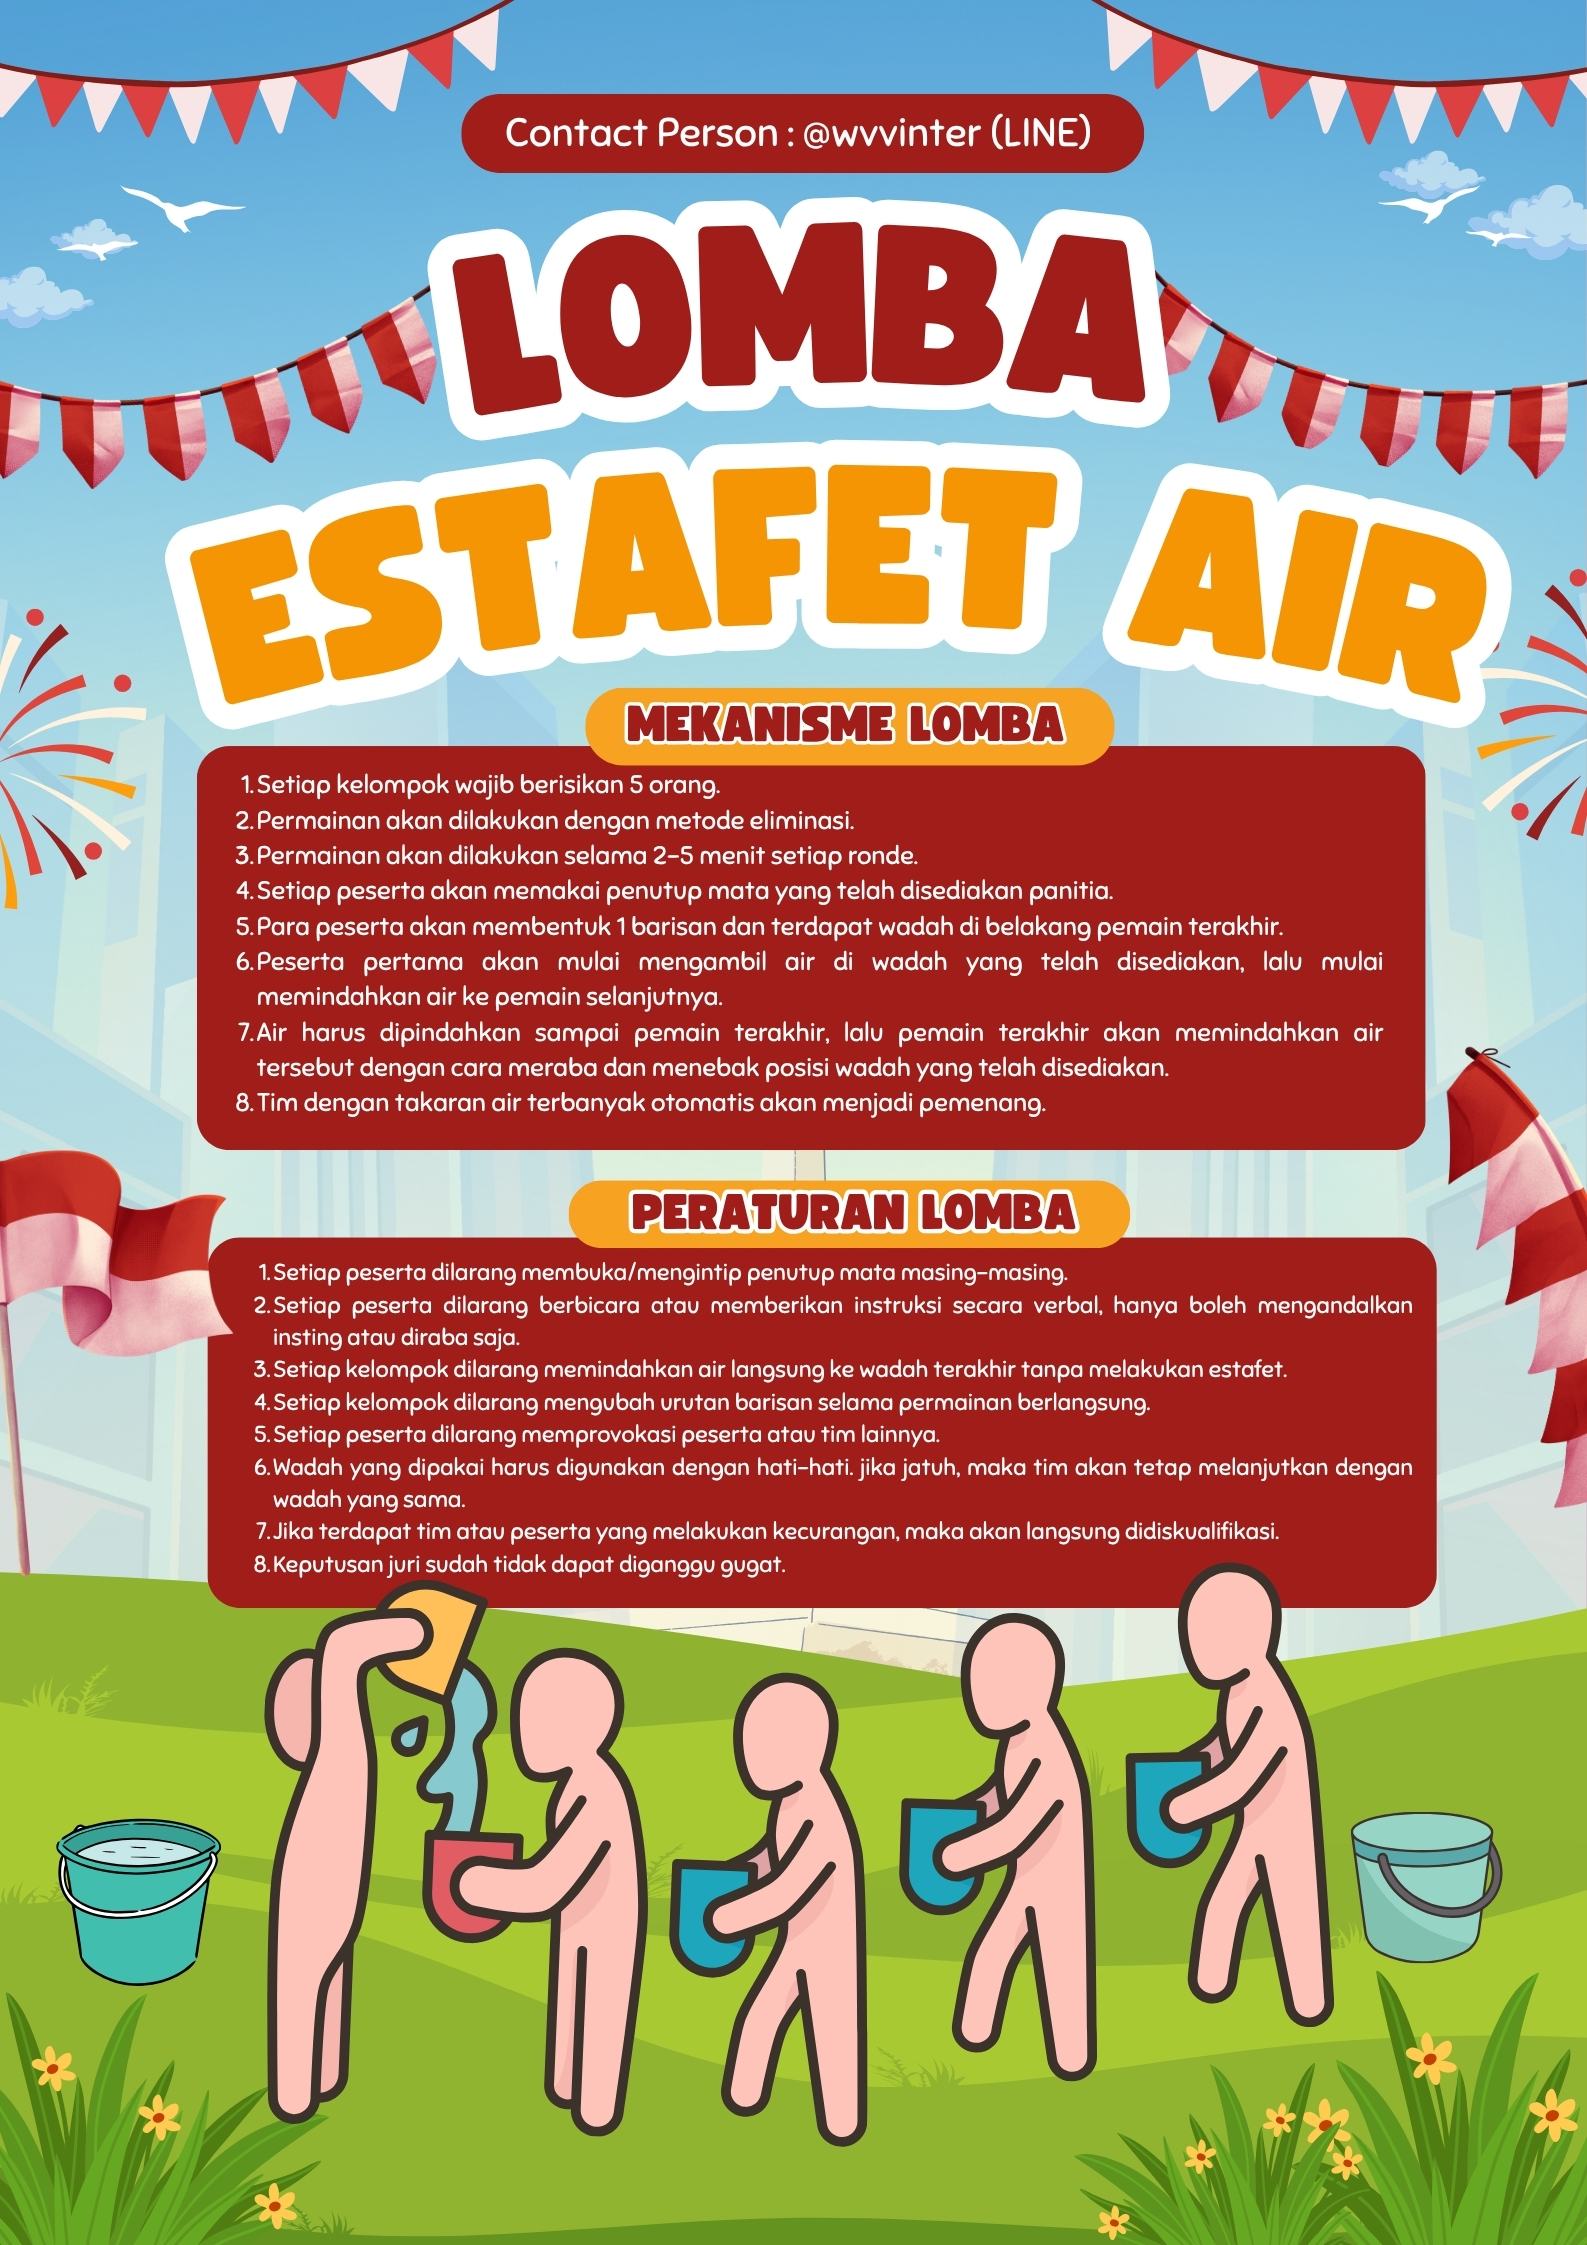 Contact Person : @wvvinter (LINE)
LOMBA
ESTAFET AIR
MEKANISME LOMBA
1. Setiap kelompok wajib berisikan 5 orang.
2. Permainan akan dilakukan dengan metode eliminasi.
3. Permainan akan dilakukan selama 2-5 menit setiap ronde.
4. Setiap peserta akan memakai penutup mata yang telah disediakan panitia.
5. Para peserta akan membentuk 1 barisan dan terdapat wadah di belakang pemain terakhir.
6. Peserta pertama akan mulai mengambil air di wadah yang telah disediakan, lalu mulai
memindahkan air ke pemain selanjutnya.
7. Air harus dipindahkan sampai pemain terakhir, lalu pemain terakhir akan memindahkan air
tersebut dengan cara meraba dan menebak posisi wadah yang telah disediakan.
8. Tim dengan takaran air terbanyak otomatis akan menjadi pemenang.
PERATURAN LOMBA
1. Setiap peserta dilarang membuka/mengintip penutup mata masing-masing.
2. Setiap peserta dilarang berbicara atau memberikan instruksi secara verbal, hanya boleh mengandalkan
insting atau diraba saja.
3. Setiap kelompok dilarang memindahkan air langsung ke wadah terakhir tanpa melakukan estafet.
4. Setiap kelompok dilarang mengubah urutan barisan selama permainan berlangsung.
5. Setiap peserta dilarang memprovokasi peserta atau tim lainnya.
6. Wadah yang dipakai harus digunakan dengan hati-hati. jika jatuh, maka tim akan tetap melanjutkan dengan
wadah yang sama.
7. Jika terdapat tim atau peserta yang melakukan kecurangan, maka akan langsung didiskualifikasi.
8. Keputusan juri sudah tidak dapat diganggu gugat.